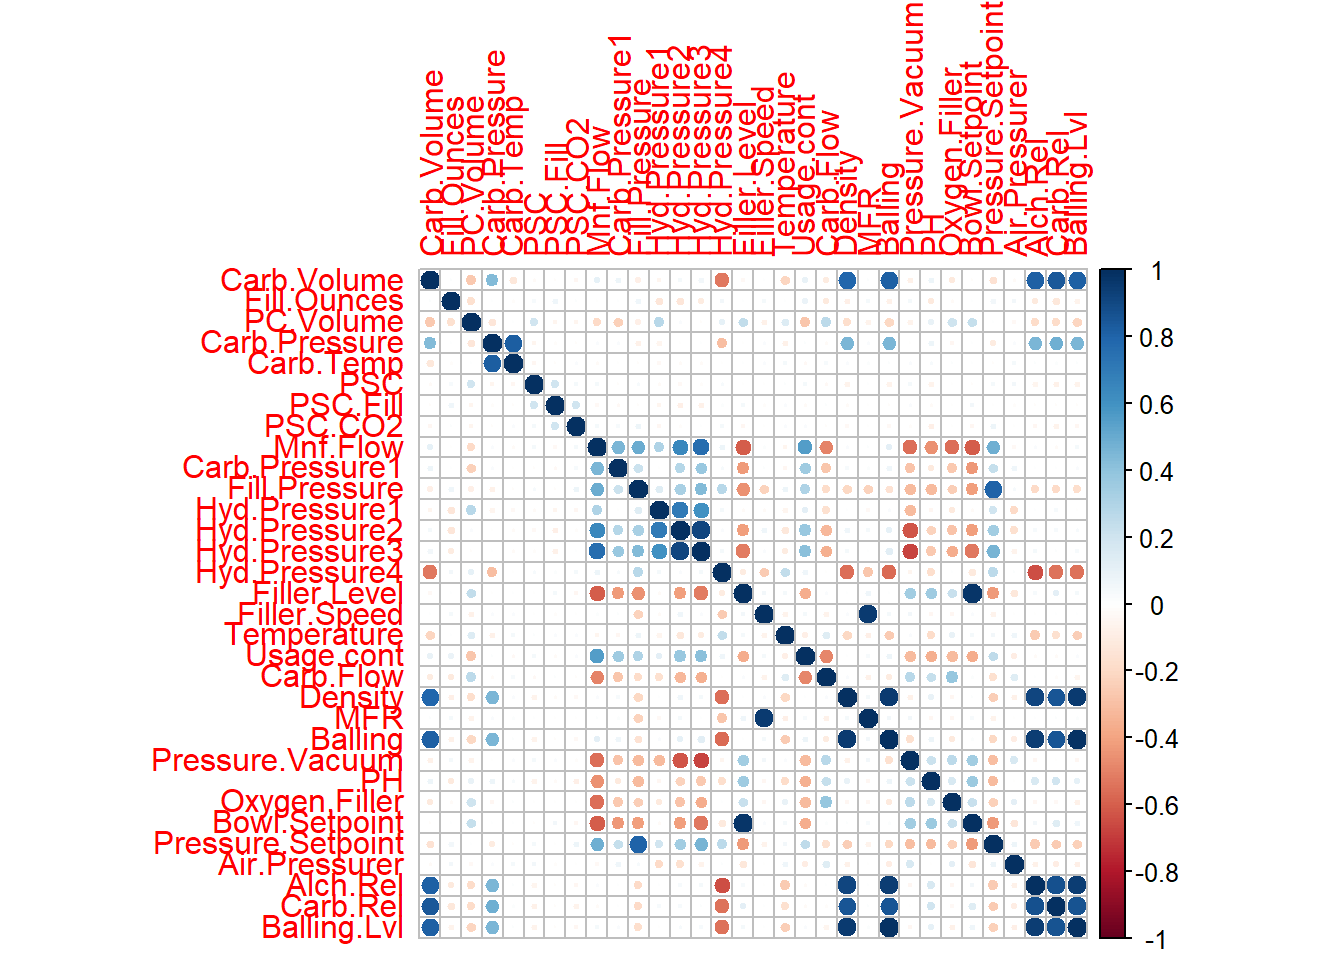 Carb.Volume
Fill.Ounces
PC.Volume
Carb.Pressure
Carb.Temp
PSC
PSC.Fill
PSC.CO2
Mnf.Flow
Carb.Pressure1
Fill.Pressure
Hyd.Pressure1
Hyd.Pressure2
Hyd.Pressure3
Hyd.Pressure4
Filler.Level
Filler.Speed
Temperature
Usage.cont
Carb.Flow
Density
MFR
Balling
Pressure.Vacuum
PH
Oxygen.Filler
Bowl.Setpoint
Pressure.Setpoint
Air.Pressurer
Alch.Rel
Carb.Rel
Balling.Lvl
Carb.Volume
Fill.Ounces
PC.Volume
Carb.Pressure
Carb.Temp
PSC
PSC.Fill
PSC.CO2
Mnf.Flow
Carb.Pressure1
Fill.Pressure
Hyd.Pressure1
Hyd.Pressure2
Hyd.Pressure3
Hyd.Pressure4
Filler.Level
Filler.Speed
Temperature
Usage.cont
Carb.Flow
Density
MFR
Balling
Pressure.Vacuum
PH
Oxygen.Filler
Bowl.Setpoint
Pressure.Setpoint
Air.Pressurer
Alch.Rel
Carb.Rel
Balling.Lvl
1
0.8
0.6
0.4
0.2
0
-0.2
-0.4
-0.6
-0.8
-1